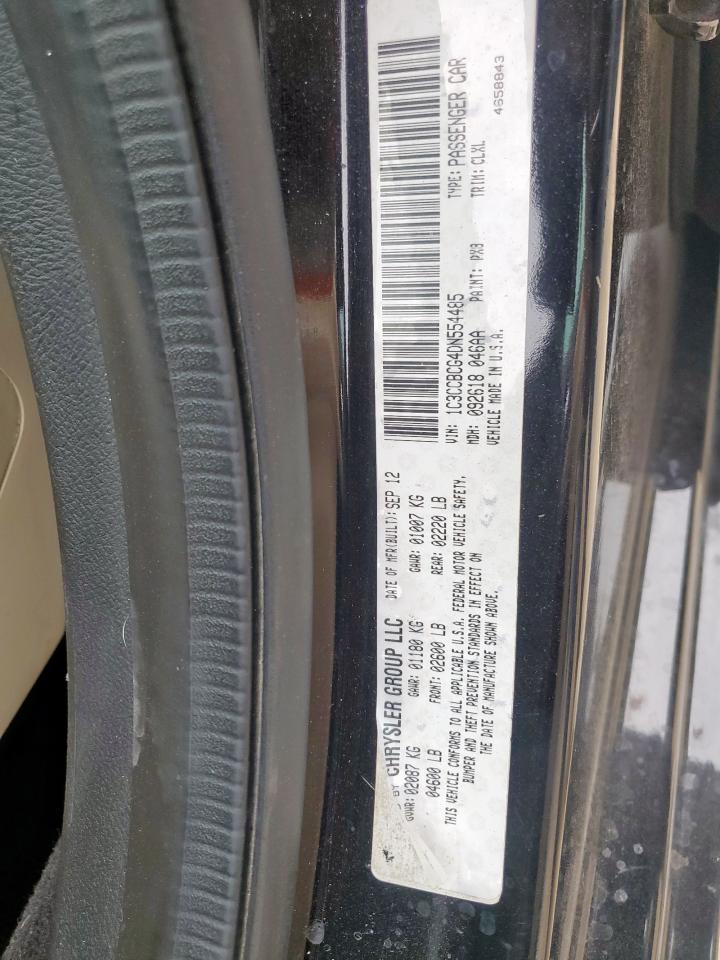 BY CHRYSLER GROUP LLC DATE OF MFR(BUILT): SEP 12
GVWR: 02087 KG GAWR: 01180 KG GAWR: 01007 KG
04600 LB FRONT: 02600 LB REAR: 02220 LB
THIS VEHICLE CONFORMS TO ALL APPLICABLE U.S.A. FEDERAL MOTOR VEHICLE SAFETY,
BUMPER AND THEFT PREVENTION STANDARDS IN EFFECT ON
THE DATE OF MANUFACTURE SHOWN ABOVE.
VIN: 1C3CCBCG4DN554485 TYPE: PASSENGER CAR
MDH: 092618 046AA PAINT: PX8 TRIM: CLXL
VEHICLE MADE IN U.S.A.
4658843